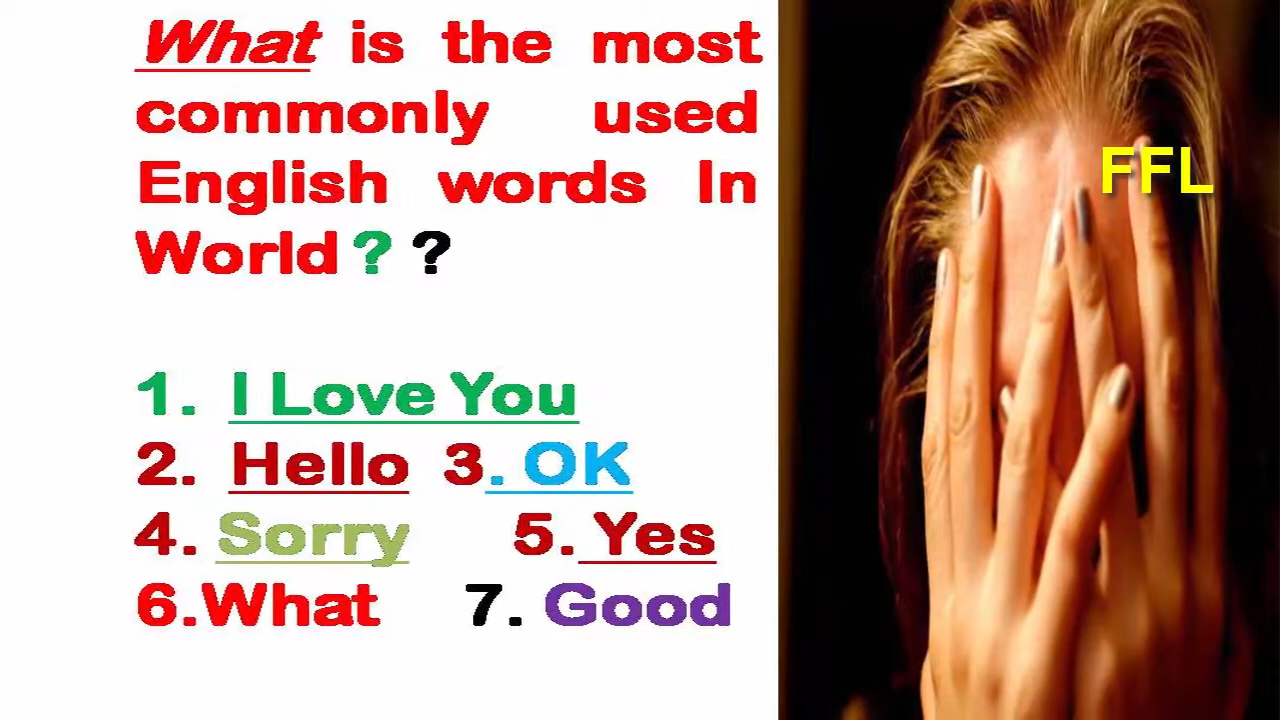 What is the most
commonly used
English words In
World ? ?
1. I Love You
2. Hello 3. OK
4. Sorry 5. Yes
6.What 7. Good
FFL